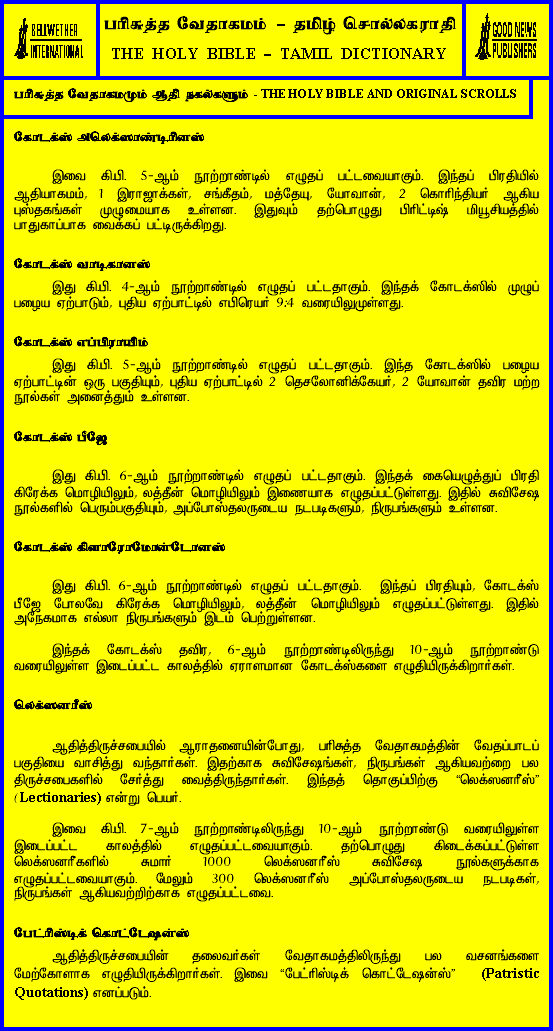 BELLWETHER
INTERNATIONAL
பரிசுத்த வேதாகமம் – தமிழ் சொல்லகராதி
THE HOLY BIBLE – TAMIL DICTIONARY
GOOD NEWS
PUBLISHERS
பரிசுத்த வேதாகமமும் ஆதி நகல்களும் - THE HOLY BIBLE AND ORIGINAL SCROLLS
கோடக்ஸ் அலெக்ஸாண்டிரினஸ்
இவை கி.பி. 5-ஆம் நூற்றாண்டில் எழுதப் பட்டவையாகும். இந்தப் பிரதியில்
ஆதியாகமம், 1 இராஜாக்கள், சங்கீதம், மத்தேயு, யோவான், 2 கொரிந்தியர் ஆகிய
புஸ்தகங்கள் முழுமையாக உள்ளன. இதுவும் தற்பொழுது பிரிட்டிஷ் மியூசியத்தில்
பாதுகாப்பாக வைக்கப் பட்டிருக்கிறது.
கோடக்ஸ் வாடிகானஸ்
இது கி.பி. 4-ஆம் நூற்றாண்டில் எழுதப் பட்டதாகும். இந்தக் கோடக்ஸில் முழுப்
பழைய ஏற்பாடும், புதிய ஏற்பாட்டில் எபிரெயர் 9:4 வரையிலுமுள்ளது.
கோடக்ஸ் எப்பிராயிம்
இது கி.பி. 5-ஆம் நூற்றாண்டில் எழுதப் பட்டதாகும். இந்த கோடக்ஸில் பழைய
ஏற்பாட்டின் ஒரு பகுதியும், புதிய ஏற்பாட்டில் 2 தெசலோனிக்கேயர், 2 யோவான் தவிர மற்ற
நூல்கள் அனைத்தும் உள்ளன.
கோடக்ஸ் பீஜே
இது கி.பி. 6-ஆம் நூற்றாண்டில் எழுதப் பட்டதாகும். இந்தக் கையெழுத்துப் பிரதி
கிரேக்க மொழியிலும், லத்தீன் மொழியிலும் இணையாக எழுதப்பட்டுள்ளது. இதில் சுவிசேஷ
நூல்களில் பெரும்பகுதியும், அப்போஸ்தலருடைய நடபடிகளும், நிருபங்களும் உள்ளன.
கோடக்ஸ் கிளாரோமோன்டோனஸ்
இது கி.பி. 6-ஆம் நூற்றாண்டில் எழுதப் பட்டதாகும். இந்தப் பிரதியும், கோடக்ஸ்
பீஜே போலவே கிரேக்க மொழியிலும், லத்தீன் மொழியிலும் எழுதப்பட்டுள்ளது. இதில்
அநேகமாக எல்லா நிருபங்களும் இடம் பெற்றுள்ளன.
இந்தக் கோடக்ஸ் தவிர, 6-ஆம் நூற்றாண்டிலிருந்து 10-ஆம் நூற்றாண்டு
வரையிலுள்ள இடைப்பட்ட காலத்தில் ஏராளமான கோடக்ஸ்களை எழுதியிருக்கிறார்கள்.
லெக்ஸனரீஸ்
ஆதித்திருச்சபையில் ஆராதனையின்போது, பரிசுத்த வேதாகமத்தின் வேதப்பாடப்
பகுதியை வாசித்து வந்தார்கள். இதற்காக சுவிசேஷங்கள், நிருபங்கள் ஆகியவற்றை பல
திருச்சபைகளில் சேர்த்து வைத்திருந்தார்கள். இந்தத் தொகுப்பிற்கு “லெக்ஸனரீஸ்”
(Lectionaries) என்று பெயர்.
இவை கி.பி. 7-ஆம் நூற்றாண்டிலிருந்து 10-ஆம் நூற்றாண்டு வரையிலுள்ள
இடைப்பட்ட காலத்தில் எழுதப்பட்டவையாகும். தற்பொழுது கிடைக்கப்பட்டுள்ள
லெக்ஸனரீகளில் சுமார் 1000 லெக்ஸனரீஸ் சுவிசேஷ நூல்களுக்காக
எழுதப்பட்டவையாகும். மேலும் 300 லெக்ஸனரீஸ் அப்போஸ்தலருடைய நடபடிகள்,
நிருபங்கள் ஆகியவற்றிற்காக எழுதப்பட்டவை.
பேட்ரிஸ்டிக் கொட்டேஷன்ஸ்
ஆதித்திருச்சபையின் தலைவர்கள் வேதாகமத்திலிருந்து பல வசனங்களை
மேற்கோளாக எழுதியிருக்கிறார்கள். இவை “பேட்ரிஸ்டிக் கொட்டேஷன்ஸ்” (Patristic
Quotations) எனப்படும்.